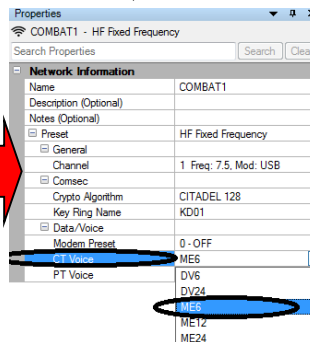 Properties
COMBAT1 - HF Fixed Frequency
Search Properties Search Clea
Network Information
Name COMBAT1
Description (Optional)
Notes (Optional)
Preset HF Fixed Frequency
General
Channel 1 Freq: 7.5, Mod: USB
Comsec
Crypto Algorithm CITADEL 128
Key Ring Name KD01
Data/Voice
Modem Preset 0 - OFF
CT Voice ME6
PT Voice DV6
DV24
ME6
ME12
ME24